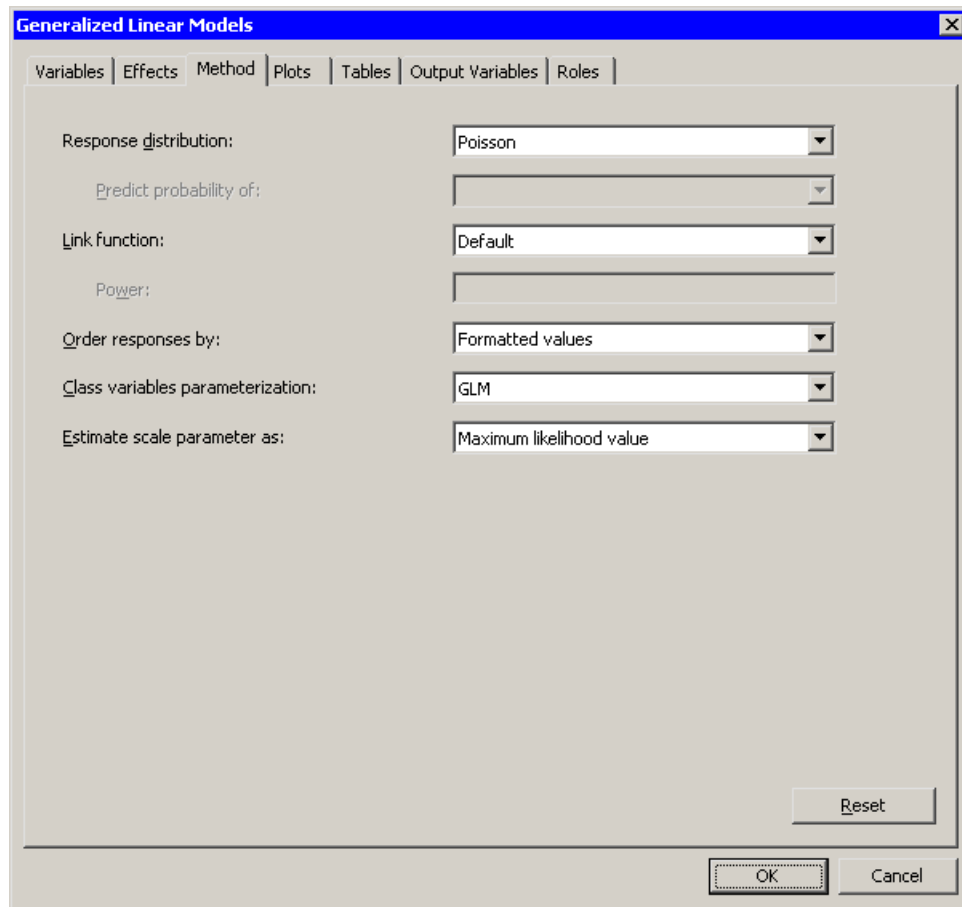 Generalized Linear Models
Variables Effects Method Plots Tables Output Variables Roles
Response distribution: Poisson
Predict probability of:
Link function: Default
Power:
Order responses by: Formatted values
Class variables parameterization: GLM
Estimate scale parameter as: Maximum likelihood value
Reset
OK Cancel